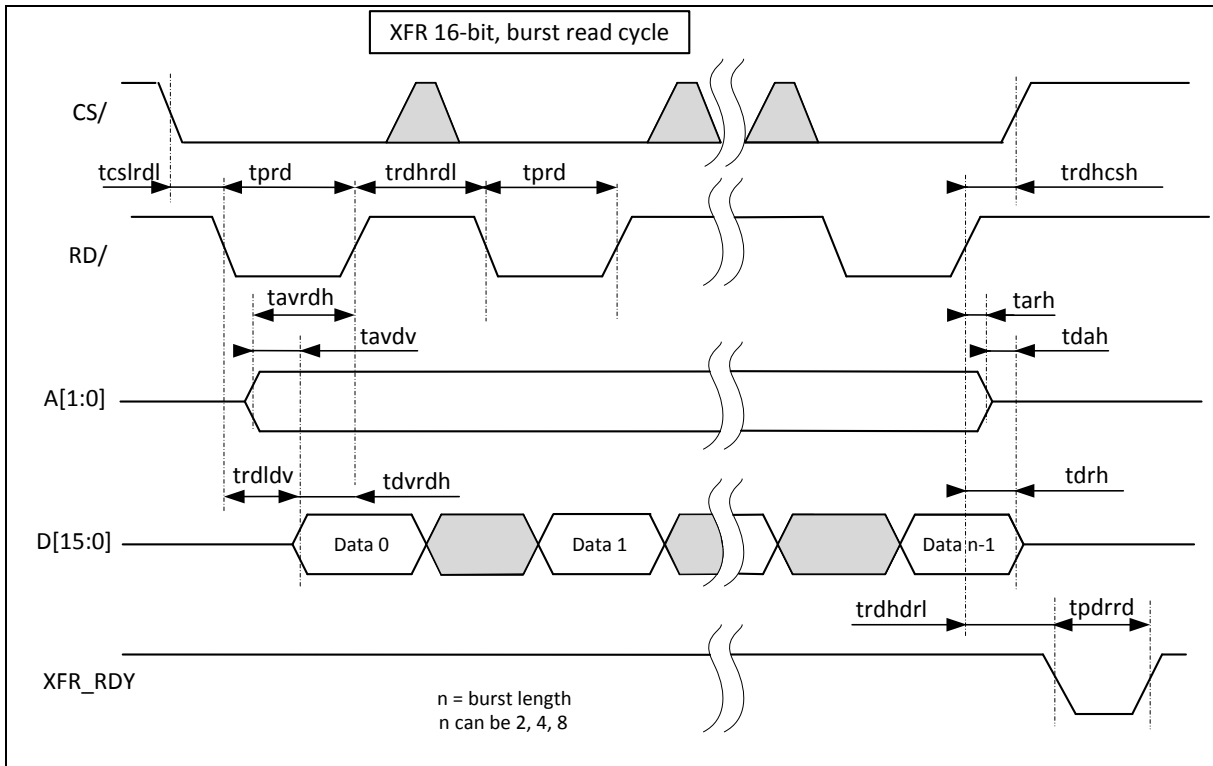 XFR 16-bit, burst read cycle
CS/
tcslrdl
tprd
trdhrdl
tprd
trdhcsh
RD/
tavrdh
tarh
tavdv
tdah
A[1:0]
trdldv
tdvrdh
tdrh
D[15:0]
Data 0
Data 1
Data n-1
trdhdrl
tpdrrd
XFR_RDY
n = burst length
n can be 2, 4, 8